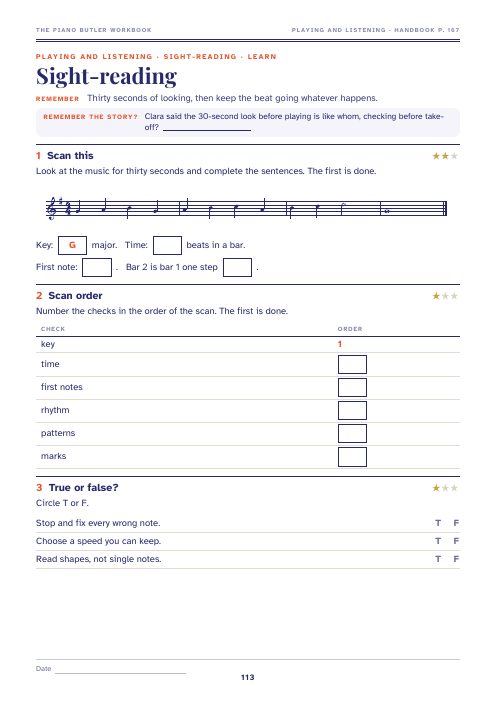 THE PIANO BUTLER WORKBOOK
PLAYING AND LISTENING · HANDBOOK P. 167
PLAYING AND LISTENING · SIGHT-READING · LEARN
Sight-reading
REMEMBER Thirty seconds of looking, then keep the beat going whatever happens.
REMEMBER THE STORY? Clara said the 30-second look before playing is like whom, checking before take-
off?
1 Scan this
Look at the music for thirty seconds and complete the sentences. The first is done.
Key: G major. Time: beats in a bar.
First note: . Bar 2 is bar 1 one step .
2 Scan order
Number the checks in the order of the scan. The first is done.
CHECK ORDER
key 1
time
first notes
rhythm
patterns
marks
3 True or false?
Circle T or F.
Stop and fix every wrong note. T F
Choose a speed you can keep. T F
Read shapes, not single notes. T F
Date
113